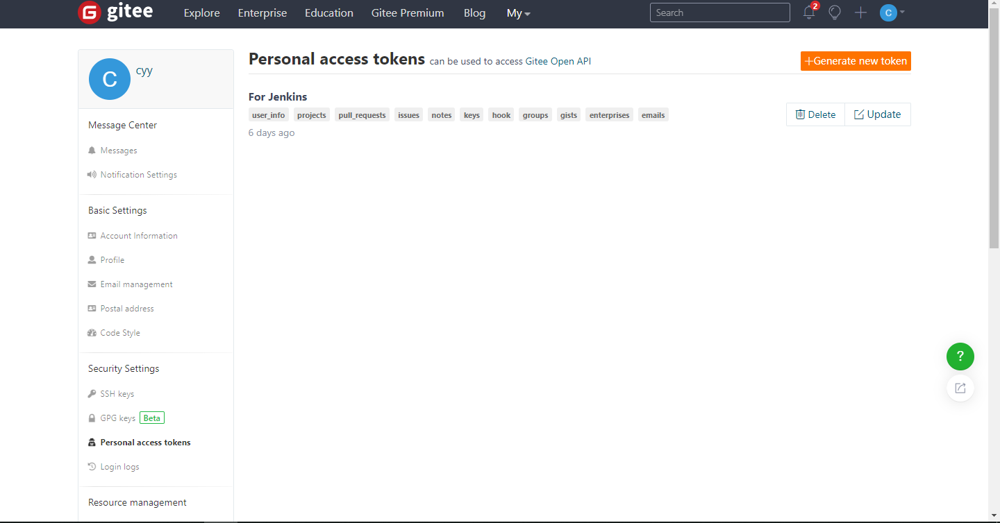 gitee Explore Enterprise Education Gitee Premium Blog My Search 2 C
C cyy
Message Center
Messages
Notification Settings
Basic Settings
Account Information
Profile
Email management
Postal address
Code Style
Security Settings
SSH keys
GPG keys Beta
Personal access tokens
Login logs
Resource management
Personal access tokens can be used to access Gitee Open API
Generate new token
For Jenkins
user_info projects pull_requests issues notes keys hook groups gists enterprises emails
6 days ago
Delete Update
?